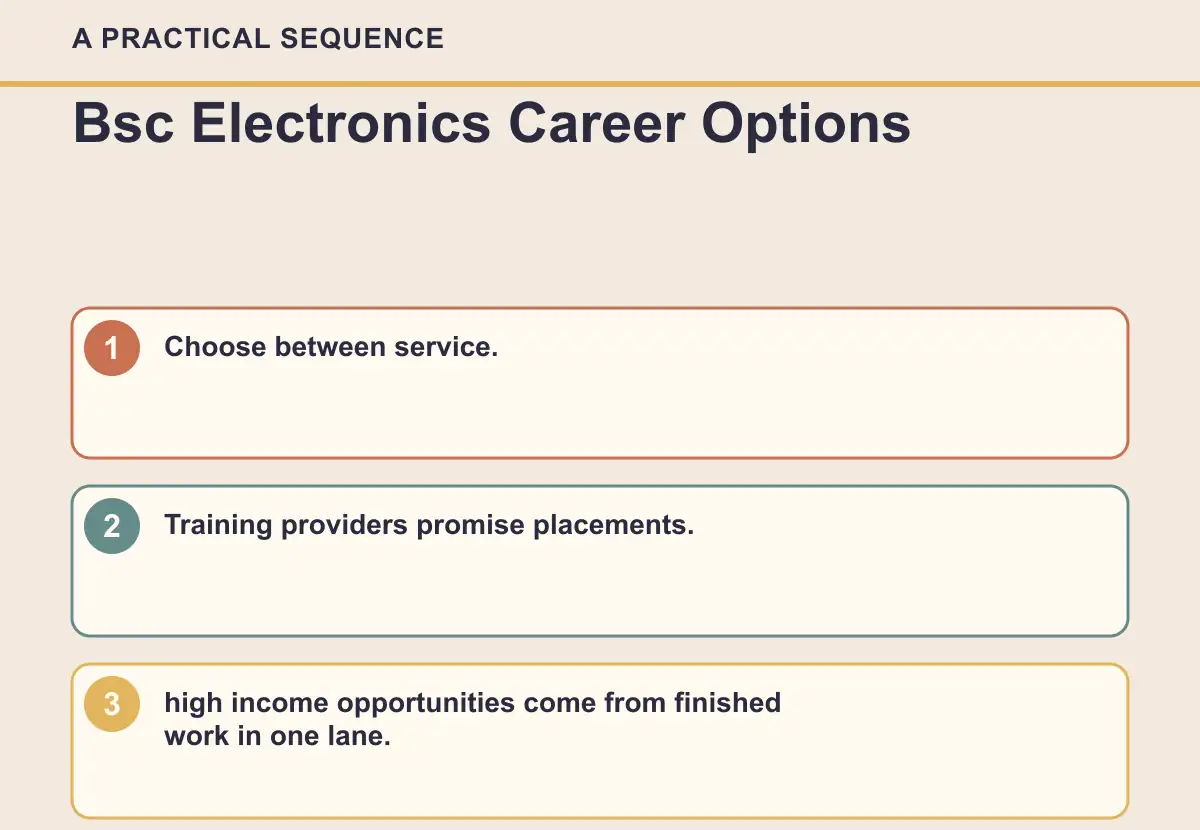 A PRACTICAL SEQUENCE
Bsc Electronics Career Options
1
Choose between service.
2
Training providers promise placements.
3
high income opportunities come from finished
work in one lane.